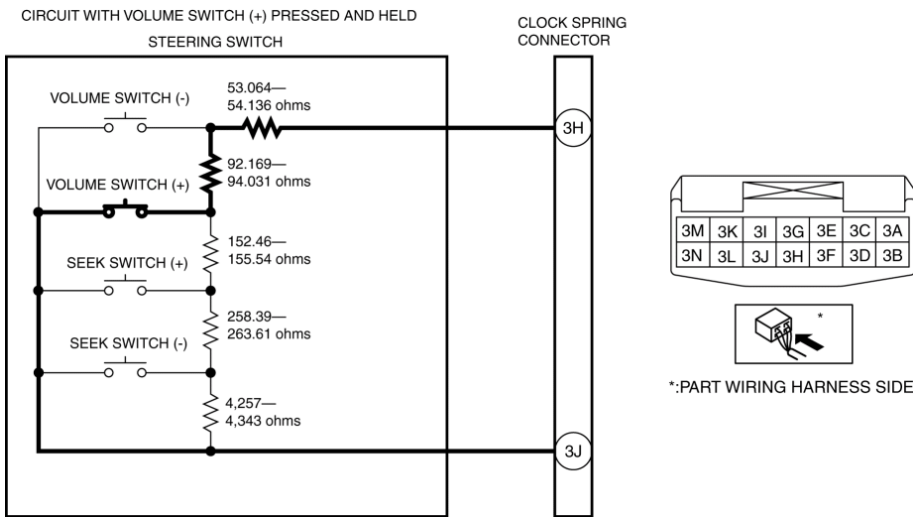 CIRCUIT WITH VOLUME SWITCH (+) PRESSED AND HELD
STEERING SWITCH
CLOCK SPRING
CONNECTOR
VOLUME SWITCH (-)
53.064—
54.136 ohms
3H
92.169—
94.031 ohms
VOLUME SWITCH (+)
152.46—
155.54 ohms
SEEK SWITCH (+)
258.39—
263.61 ohms
SEEK SWITCH (-)
4,257—
4,343 ohms
3J
3M 3K 3I 3G 3E 3C 3A
3N 3L 3J 3H 3F 3D 3B
*
*:PART WIRING HARNESS SIDE